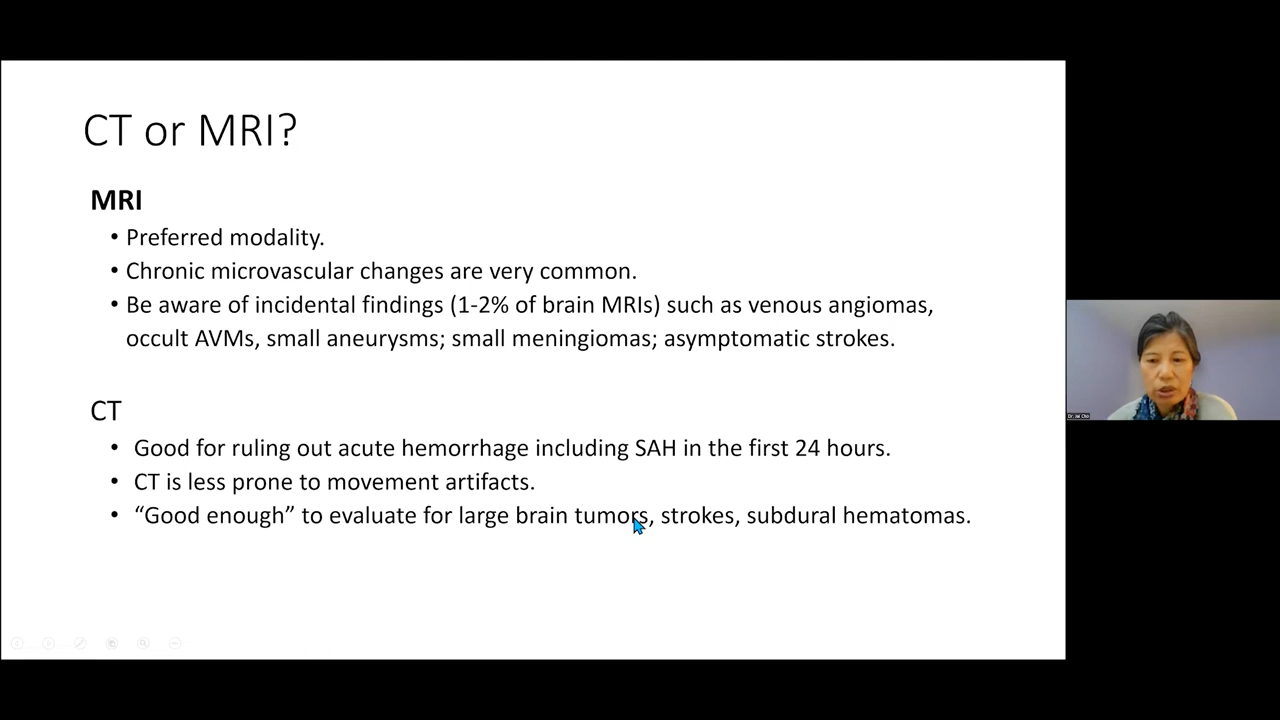 CT or MRI?
MRI
• Preferred modality.
• Chronic microvascular changes are very common.
• Be aware of incidental findings (1-2% of brain MRIs) such as venous angiomas,
occult AVMs, small aneurysms; small meningiomas; asymptomatic strokes.
CT
• Good for ruling out acute hemorrhage including SAH in the first 24 hours.
• CT is less prone to movement artifacts.
• “Good enough” to evaluate for large brain tumors, strokes, subdural hematomas.